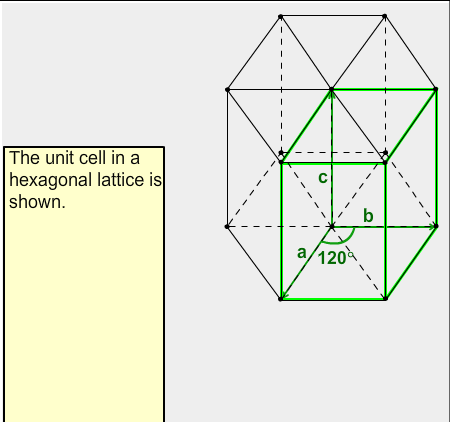 The unit cell in a
hexagonal lattice is
shown.
c
b
a
120°